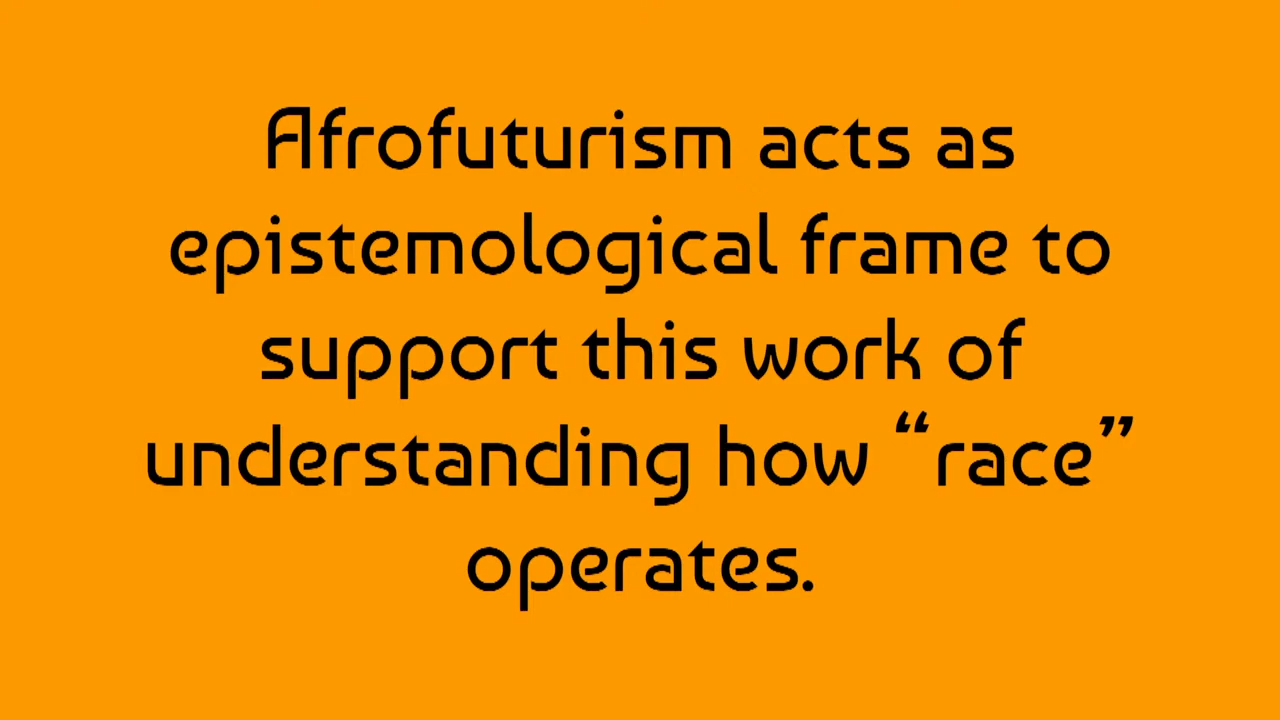 Afrofuturism acts as
epistemological frame to
support this work of
understanding how “race”
operates.